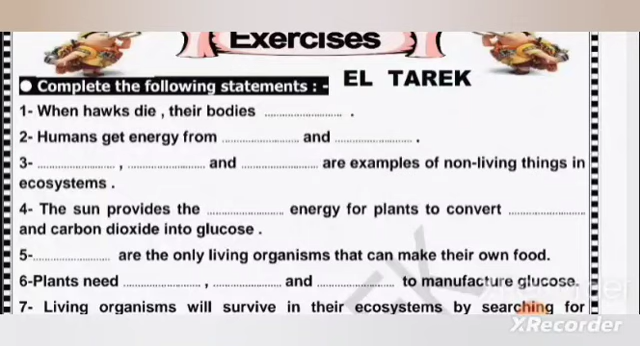 Exercises
● Complete the following statements : - EL TAREK
1- When hawks die , their bodies ........................ .
2- Humans get energy from ........................ and ........................ .
3- ........................ , ........................ and ........................ are examples of non-living things in
ecosystems .
4- The sun provides the ........................ energy for plants to convert ........................
and carbon dioxide into glucose .
5-........................ are the only living organisms that can make their own food.
6-Plants need ........................ , ........................ and ........................ to manufacture glucose.
7- Living organisms will survive in their ecosystems by searching for
XRecorder